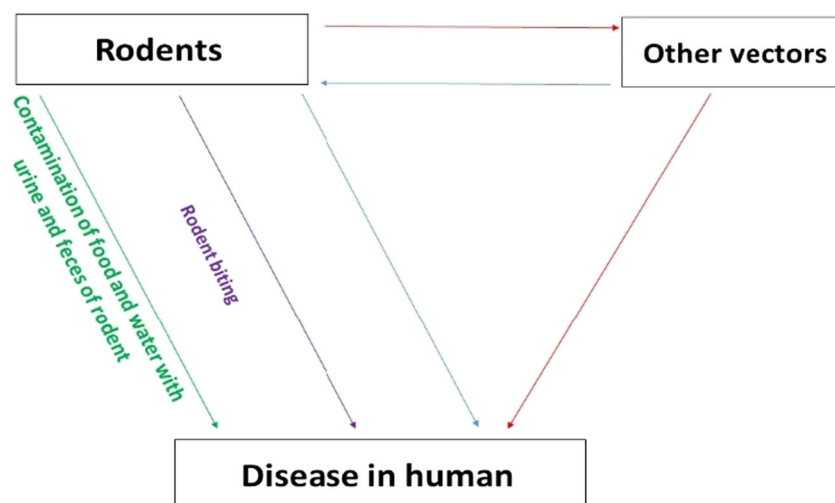 Rodents
Other vectors
Contamination of food and water with
urine and feces of rodent
Rodent biting
Disease in human